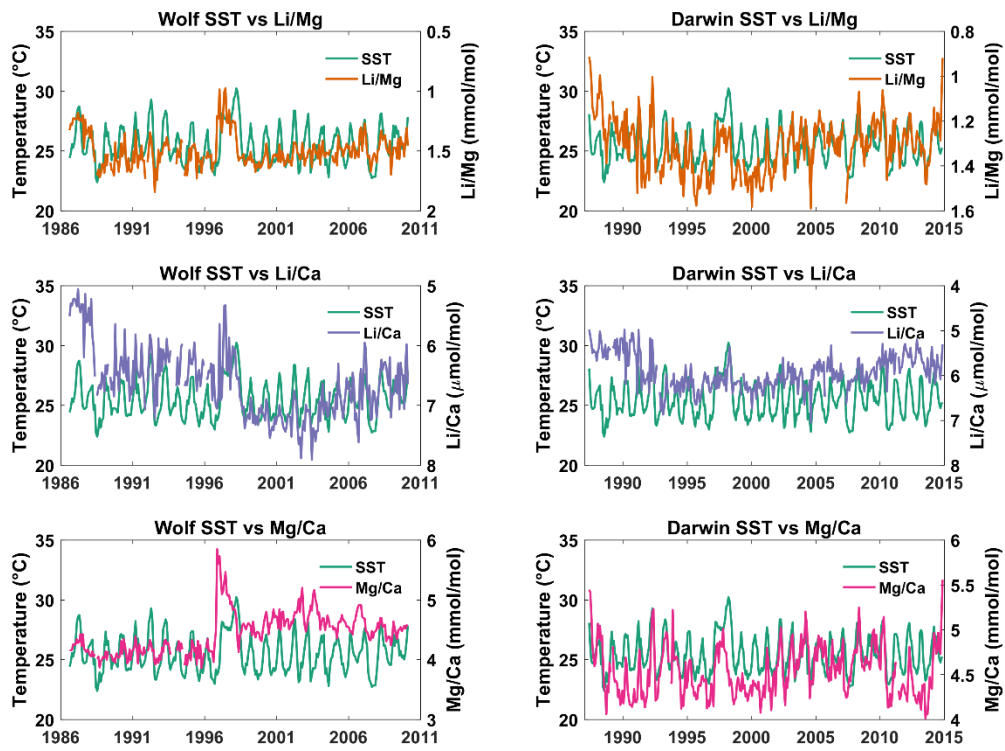 Wolf SST vs Li/Mg
35
30
25
20
Temperature (°C)
0.5
1
1.5
2
Li/Mg (mmol/mol)
SST
Li/Mg
1986
1991
1996
2001
2006
2011
Darwin SST vs Li/Mg
35
30
25
20
Temperature (°C)
0.8
1
1.2
1.4
1.6
Li/Mg (mmol/mol)
SST
Li/Mg
1990
1995
2000
2005
2010
2015
Wolf SST vs Li/Ca
35
30
25
20
Temperature (°C)
5
6
7
8
Li/Ca (μmol/mol)
SST
Li/Ca
1986
1991
1996
2001
2006
2011
Darwin SST vs Li/Ca
35
30
25
20
Temperature (°C)
4
5
6
7
8
Li/Ca (μmol/mol)
SST
Li/Ca
1990
1995
2000
2005
2010
2015
Wolf SST vs Mg/Ca
35
30
25
20
Temperature (°C)
6
5
4
3
Mg/Ca (mmol/mol)
SST
Mg/Ca
1986
1991
1996
2001
2006
2011
Darwin SST vs Mg/Ca
35
30
25
20
Temperature (°C)
6
5.5
5
4.5
4
Mg/Ca (mmol/mol)
SST
Mg/Ca
1990
1995
2000
2005
2010
2015